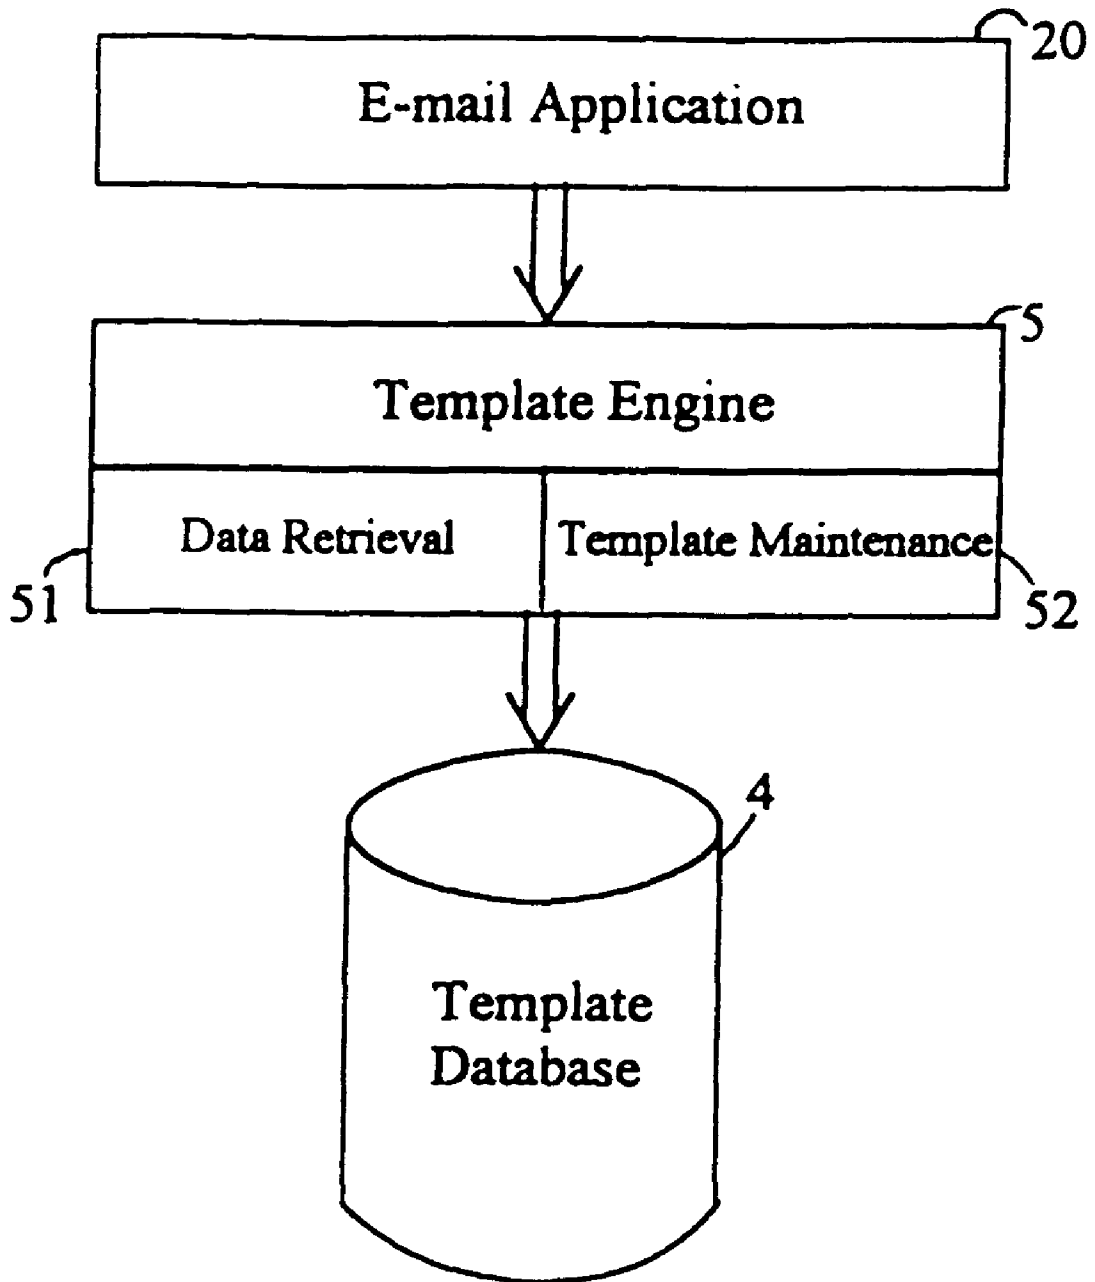 20
E-mail Application
5
Template Engine
Data Retrieval
Template Maintenance
51
52
4
Template
Database